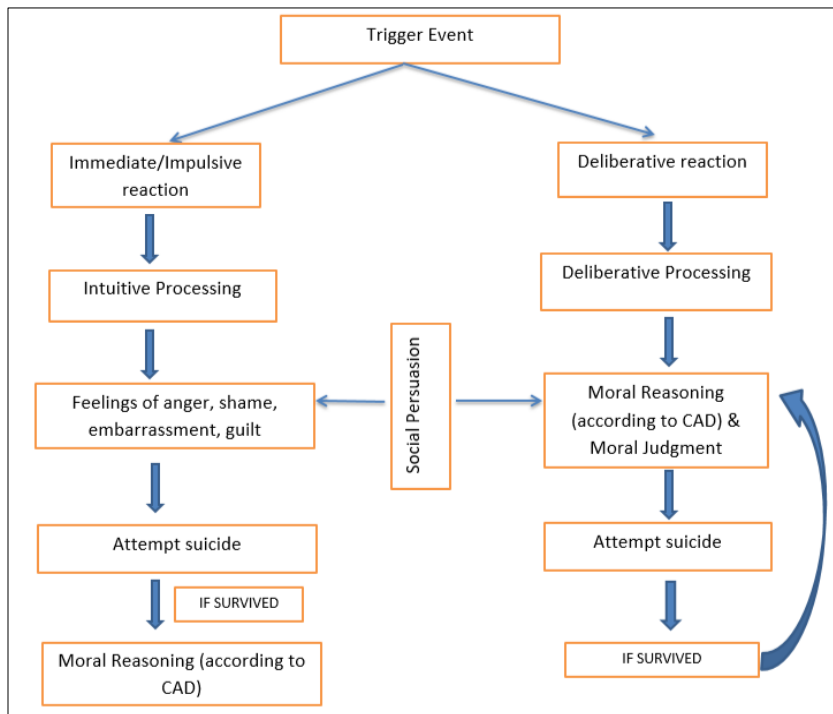 Trigger Event
Immediate/Impulsive
reaction
Deliberative reaction
Intuitive Processing
Deliberative Processing
Social Persuasion
Feelings of anger, shame,
embarrassment, guilt
Moral Reasoning
(according to CAD) &
Moral Judgment
Attempt suicide
Attempt suicide
IF SURVIVED
Moral Reasoning (according to
CAD)
IF SURVIVED